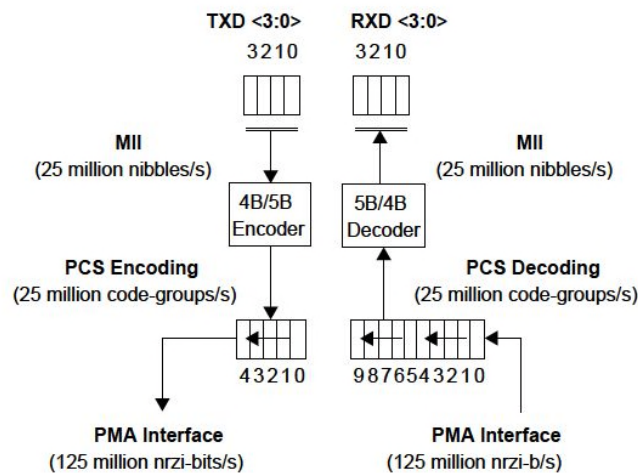 TXD <3:0> RXD <3:0>
3210 3210
MII MII
(25 million nibbles/s) (25 million nibbles/s)
4B/5B 5B/4B
Encoder Decoder
PCS Encoding PCS Decoding
(25 million code-groups/s) (25 million code-groups/s)
43210 9876543210
PMA Interface PMA Interface
(125 million nrzi-bits/s) (125 million nrzi-b/s)